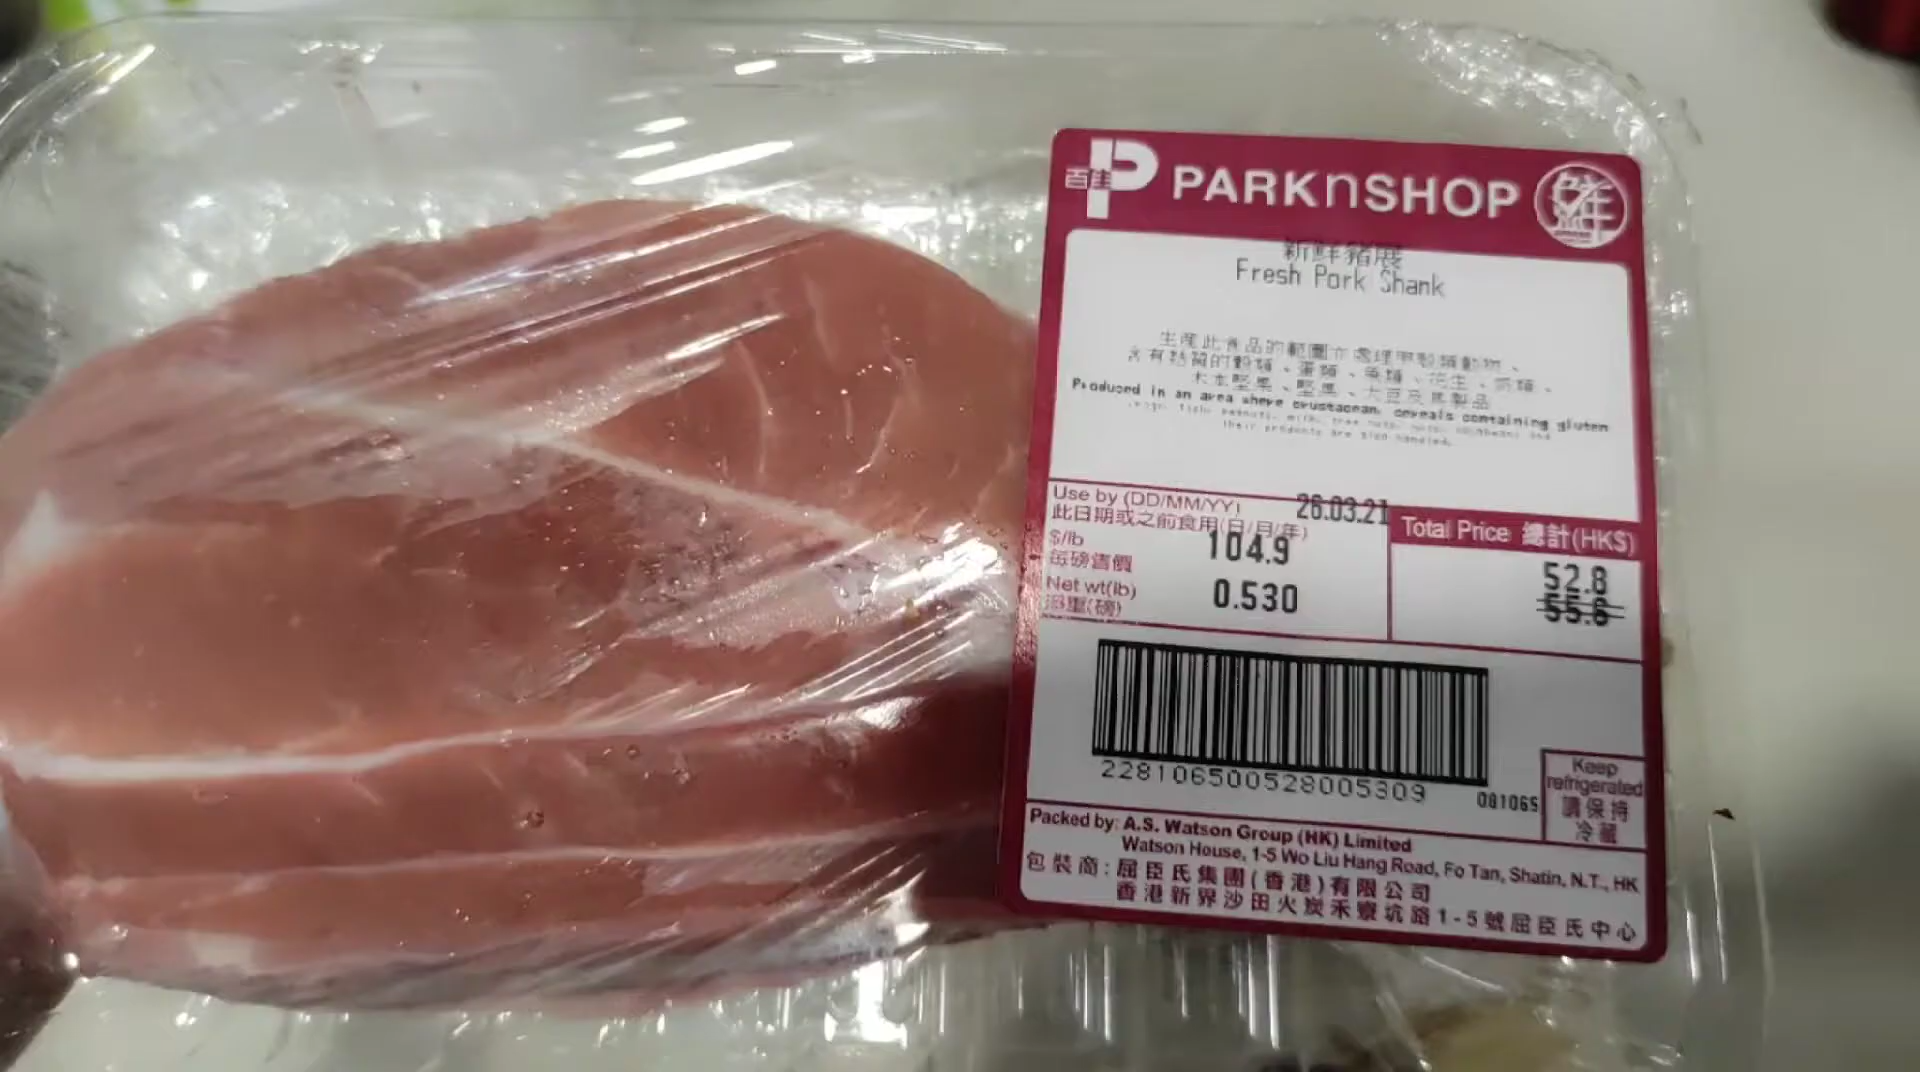 百佳 PARKnSHOP 鮮
新鮮豬展
Fresh Pork Shank
生產此食品的範圍亦處理甲殼類動物、
含有麩質的穀類、蛋類、魚類、花生、奶類、
木本堅果、堅果、大豆及其製品
Produced in an area where crustacean, cereals containing gluten
their products are also handled.
Use by (DD/MM/YY) 26.03.21
此日期或之前食用(日/月/年)
$/lb 104.9
每磅售價
Net wt(lb) 0.530
淨重(磅)
Total Price 總計(HK$)
52.8
55.6
228106500528005309
081065
Keep
refrigerated
請保持
冷藏
Packed by: A.S. Watson Group (HK) Limited
Watson House, 1-5 Wo Liu Hang Road, Fo Tan, Shatin, N.T., HK
包裝商: 屈臣氏集團(香港)有限公司
香港新界沙田火炭禾寮坑路1-5號屈臣氏中心